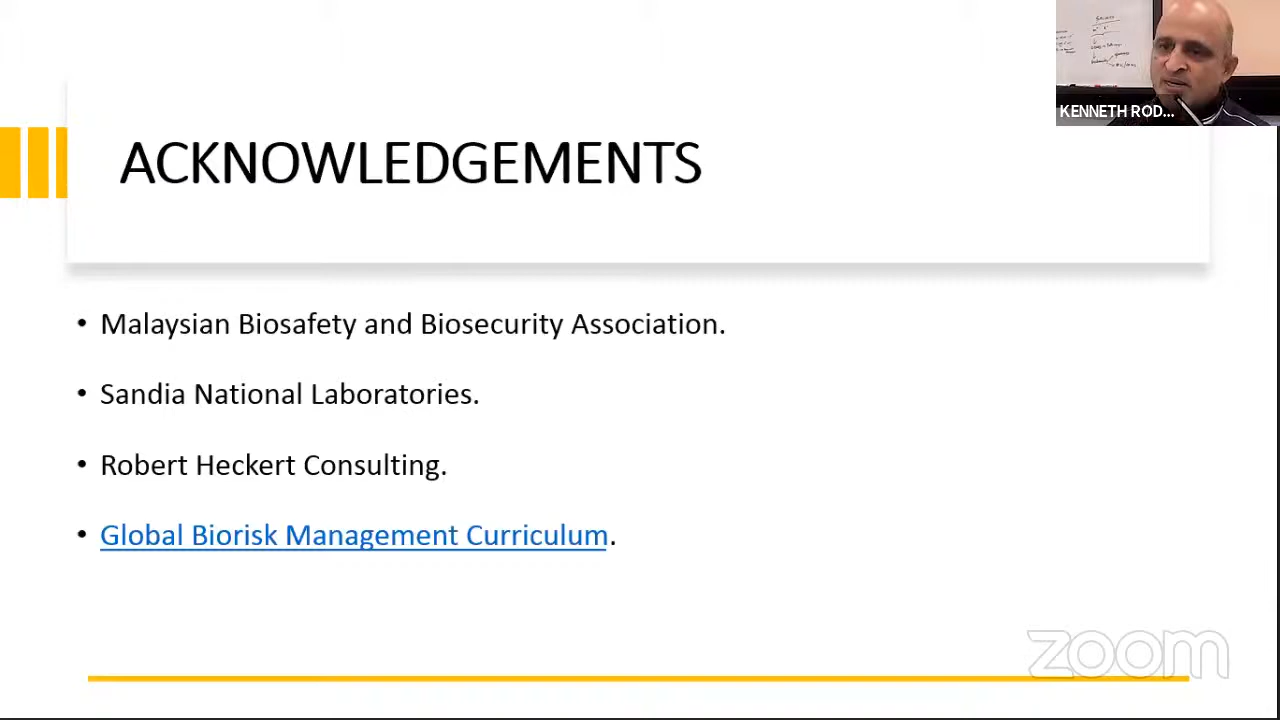 KENNETH ROD...
ACKNOWLEDGEMENTS
• Malaysian Biosafety and Biosecurity Association.
• Sandia National Laboratories.
• Robert Heckert Consulting.
• Global Biorisk Management Curriculum.
zoom